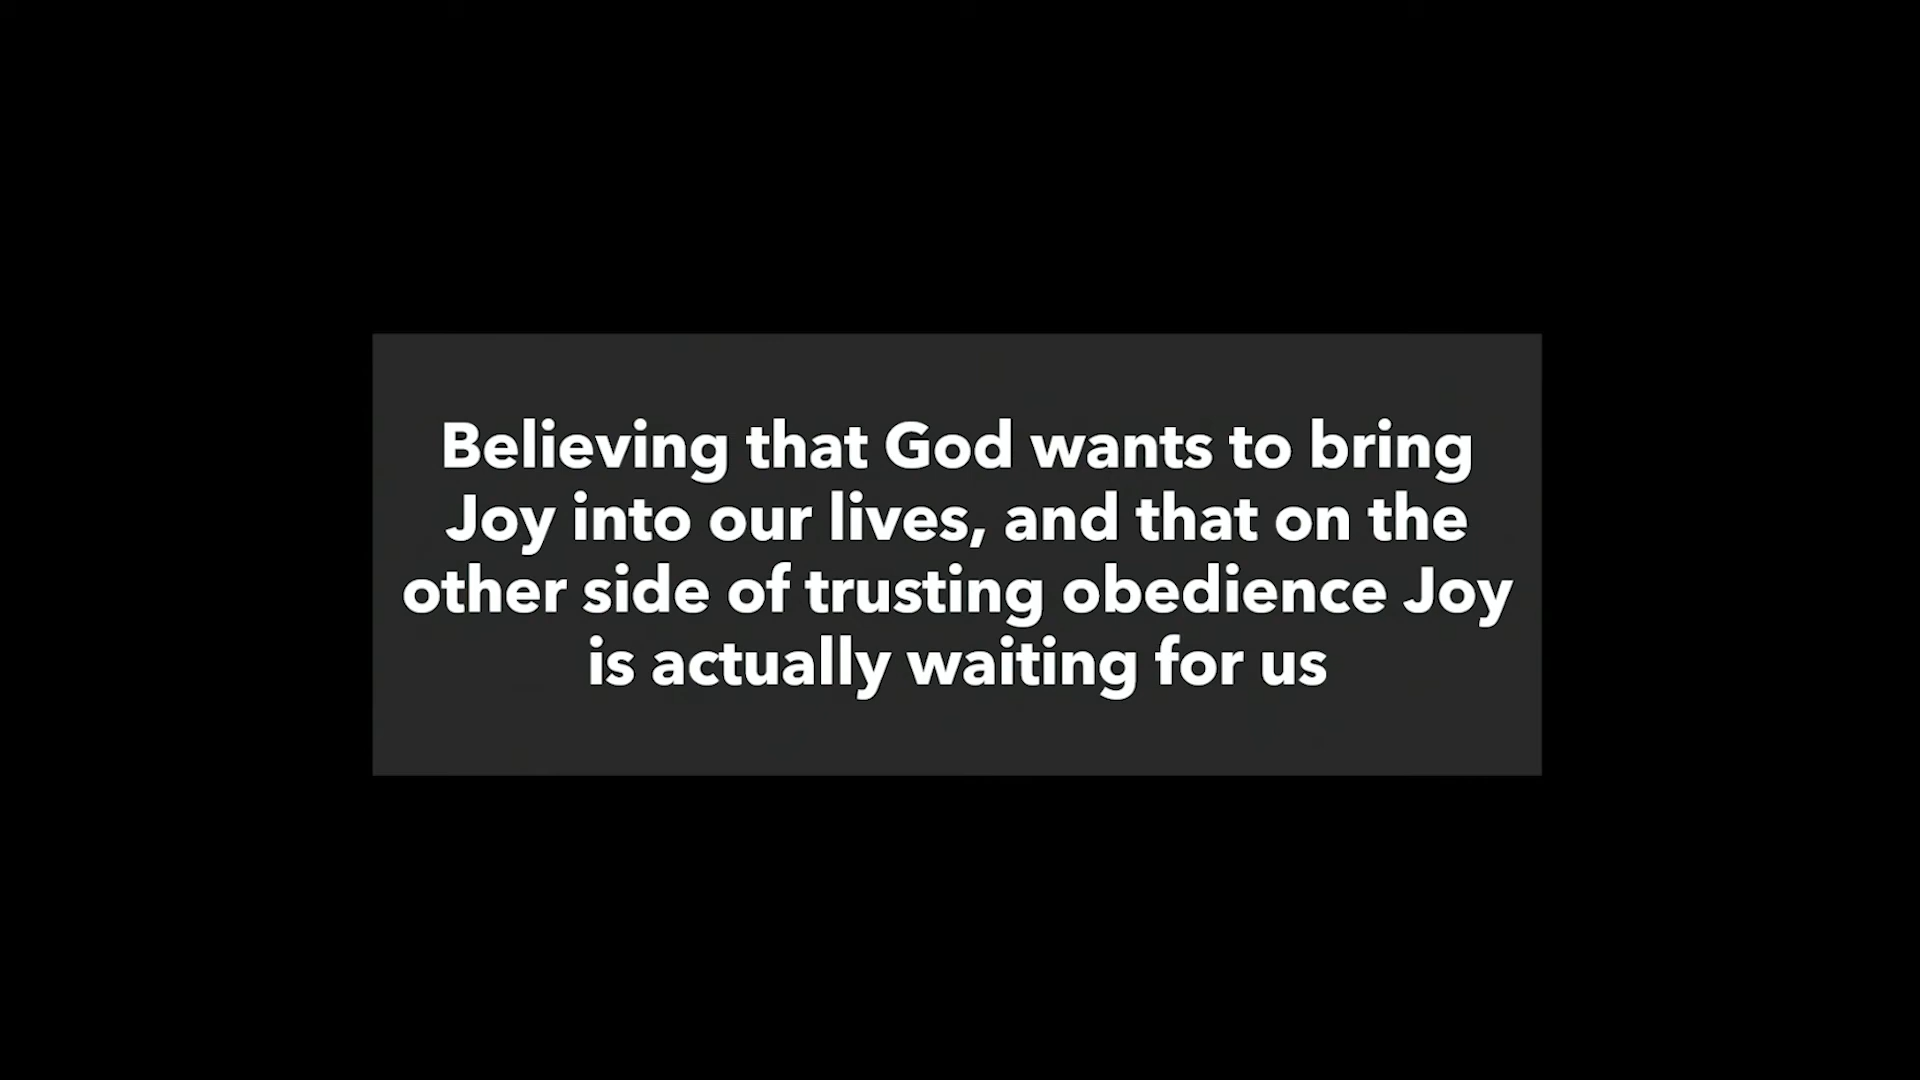 Believing that God wants to bring
Joy into our lives, and that on the
other side of trusting obedience Joy
is actually waiting for us